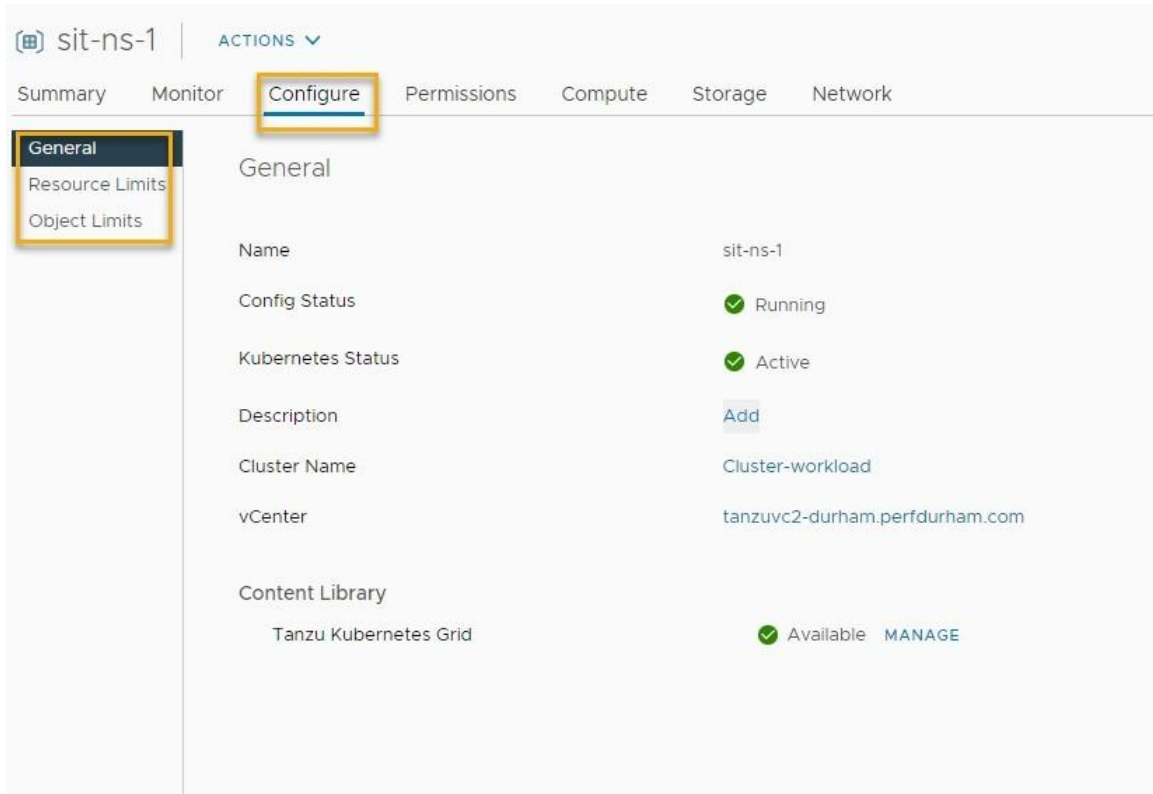 sit-ns-1 ACTIONS
Summary Monitor Configure Permissions Compute Storage Network
General
Resource Limits
Object Limits
General
Name sit-ns-1
Config Status Running
Kubernetes Status Active
Description Add
Cluster Name Cluster-workload
vCenter tanzuvc2-durham.perfdurham.com
Content Library
Tanzu Kubernetes Grid Available MANAGE